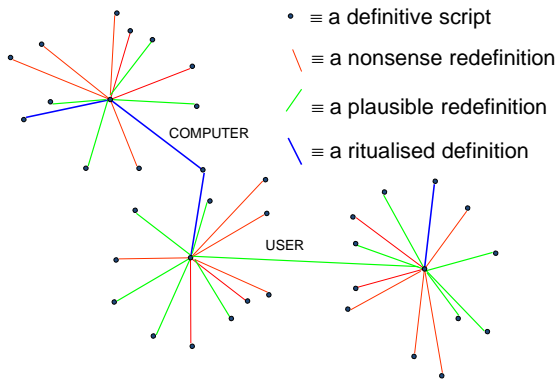 ≡ a definitive script
≡ a nonsense redefinition
≡ a plausible redefinition
≡ a ritualised definition
COMPUTER
USER